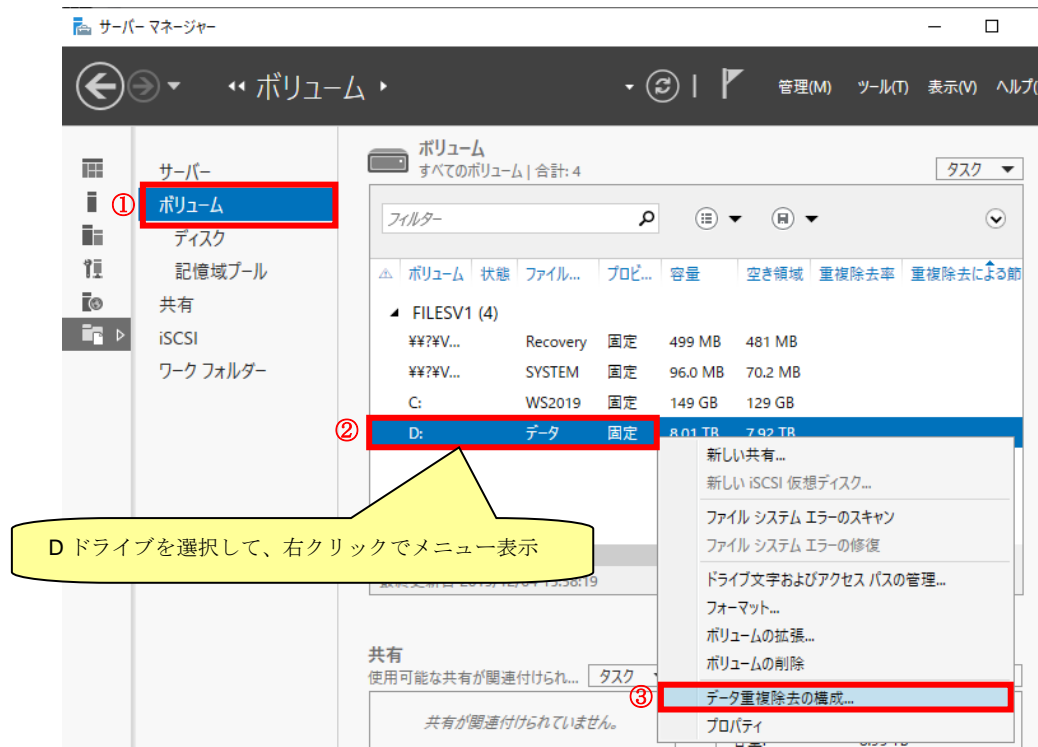 サーバー マネージャー
ボリューム
管理(M) ツール(T) 表示(V) ヘルプ(
サーバー
① ボリューム
ディスク
記憶域プール
共有
iSCSI
ワーク フォルダー
ボリューム
すべてのボリューム | 合計: 4
タスク
フィルター
ボリューム 状態 ファイル... プロビ... 容量 空き領域 重複除去率 重複除去による節
FILESV1 (4)
¥¥?¥V... Recovery 固定 499 MB 481 MB
¥¥?¥V... SYSTEM 固定 96.0 MB 70.2 MB
C: WS2019 固定 149 GB 129 GB
② D: データ 固定 8.01 TB 7.92 TB
D ドライブを選択して、右クリックでメニュー表示
新しい共有...
新しい iSCSI 仮想ディスク...
ファイル システム エラーのスキャン
ファイル システム エラーの修復
ドライブ文字およびアクセス パスの管理...
フォーマット...
ボリュームの拡張...
ボリュームの削除
③ データ重複除去の構成...
プロパティ
共有
使用可能な共有が関連付けられ... タスク
共有が関連付けられていません。